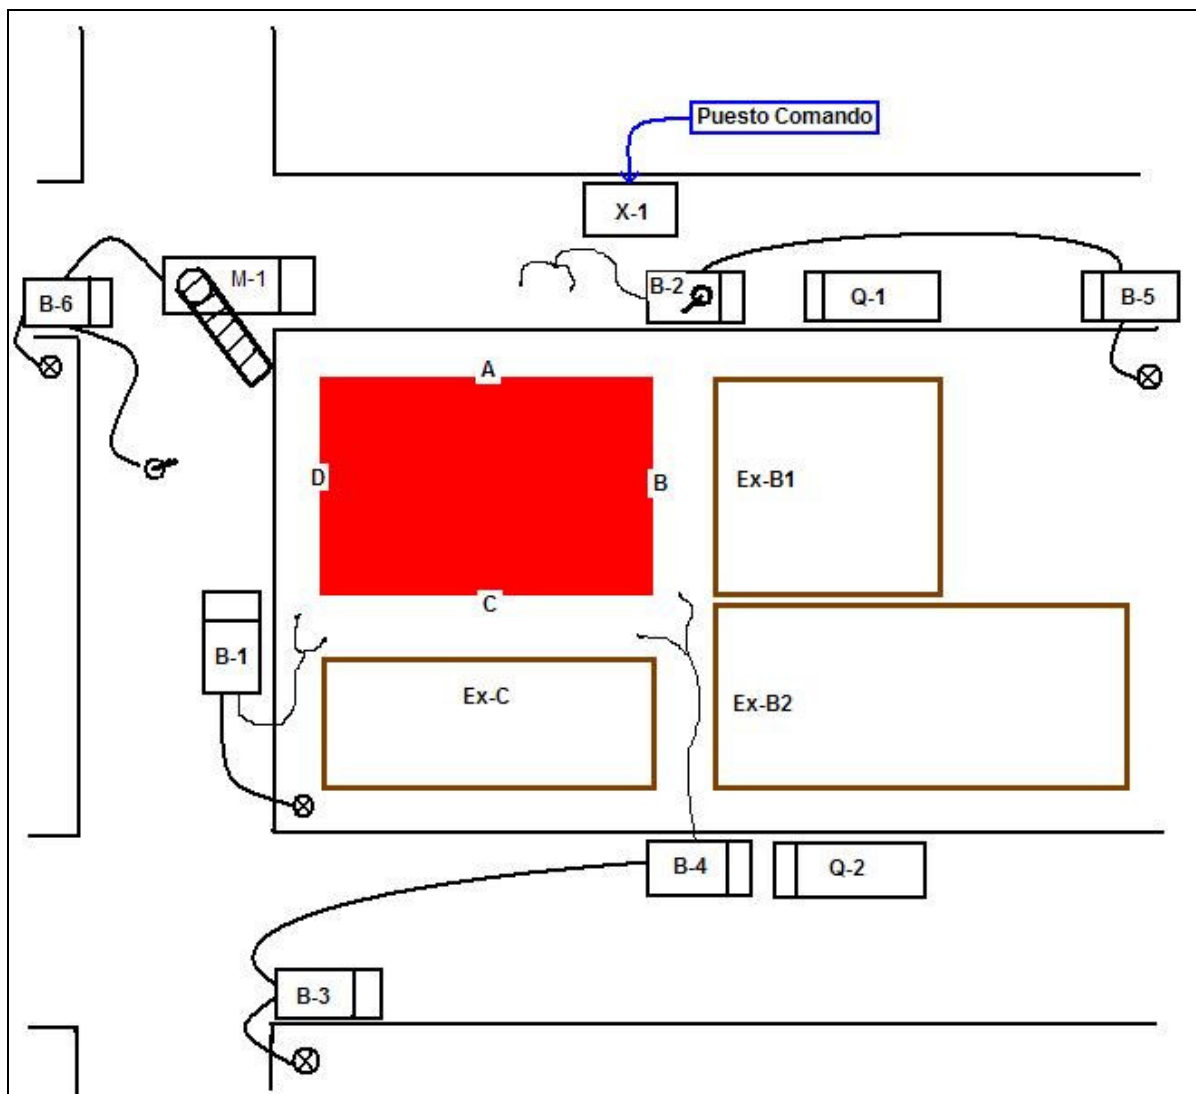 Puesto Comando
X-1
M-1
B-6
B-2
Q-1
B-5
A
D
B
Ex-B1
C
B-1
Ex-C
Ex-B2
B-4
Q-2
B-3